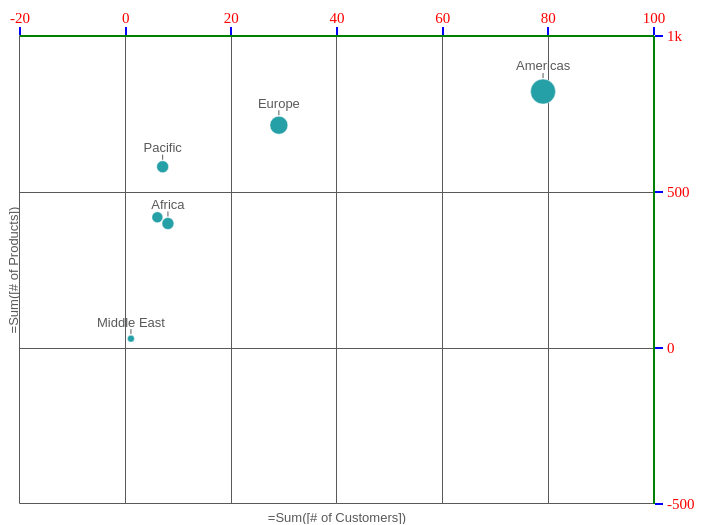 -20 0 20 40 60 80 100
1k
Americas
Europe
Pacific
500
Africa
=Sum([# of Products])
Middle East
0
-500
=Sum([# of Customers])